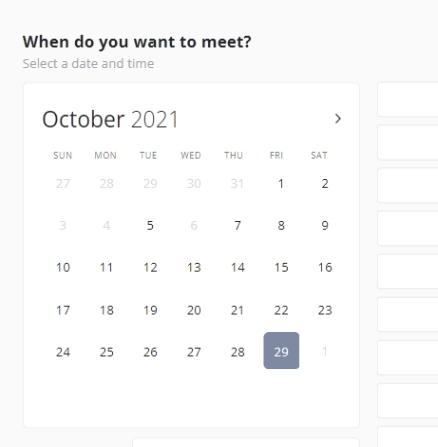 When do you want to meet?
Select a date and time
October 2021
SUN MON TUE WED THU FRI SAT
27 28 29 30 31 1 2
3 4 5 6 7 8 9
10 11 12 13 14 15 16
17 18 19 20 21 22 23
24 25 26 27 28 29 1